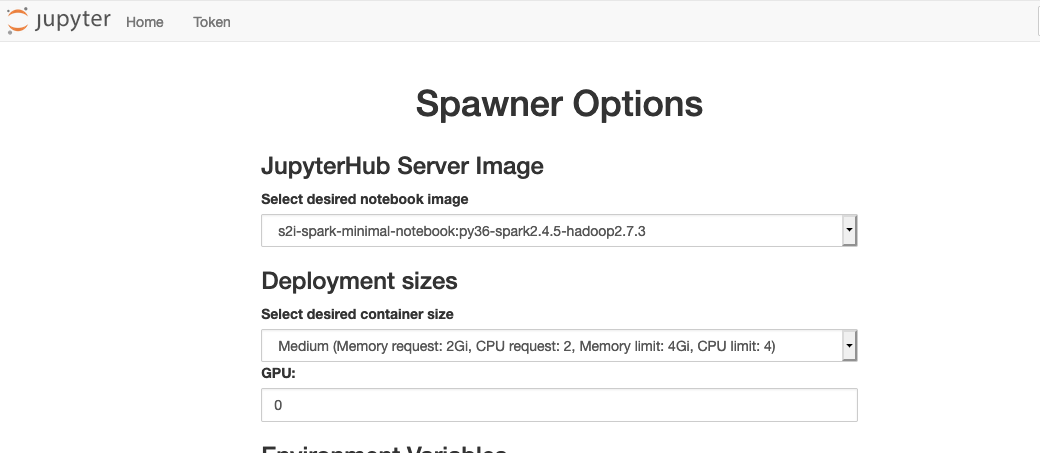 jupyter Home Token
Spawner Options
JupyterHub Server Image
Select desired notebook image
s2i-spark-minimal-notebook:py36-spark2.4.5-hadoop2.7.3
Deployment sizes
Select desired container size
Medium (Memory request: 2Gi, CPU request: 2, Memory limit: 4Gi, CPU limit: 4)
GPU:
0
Environment Variables